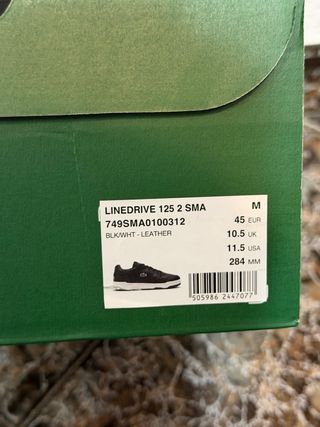 LINEDRIVE 125 2 SMA M
749SMA0100312 45 EUR
BLK/WHT - LEATHER 10.5 UK
11.5 USA
284 MM
505986 2447077